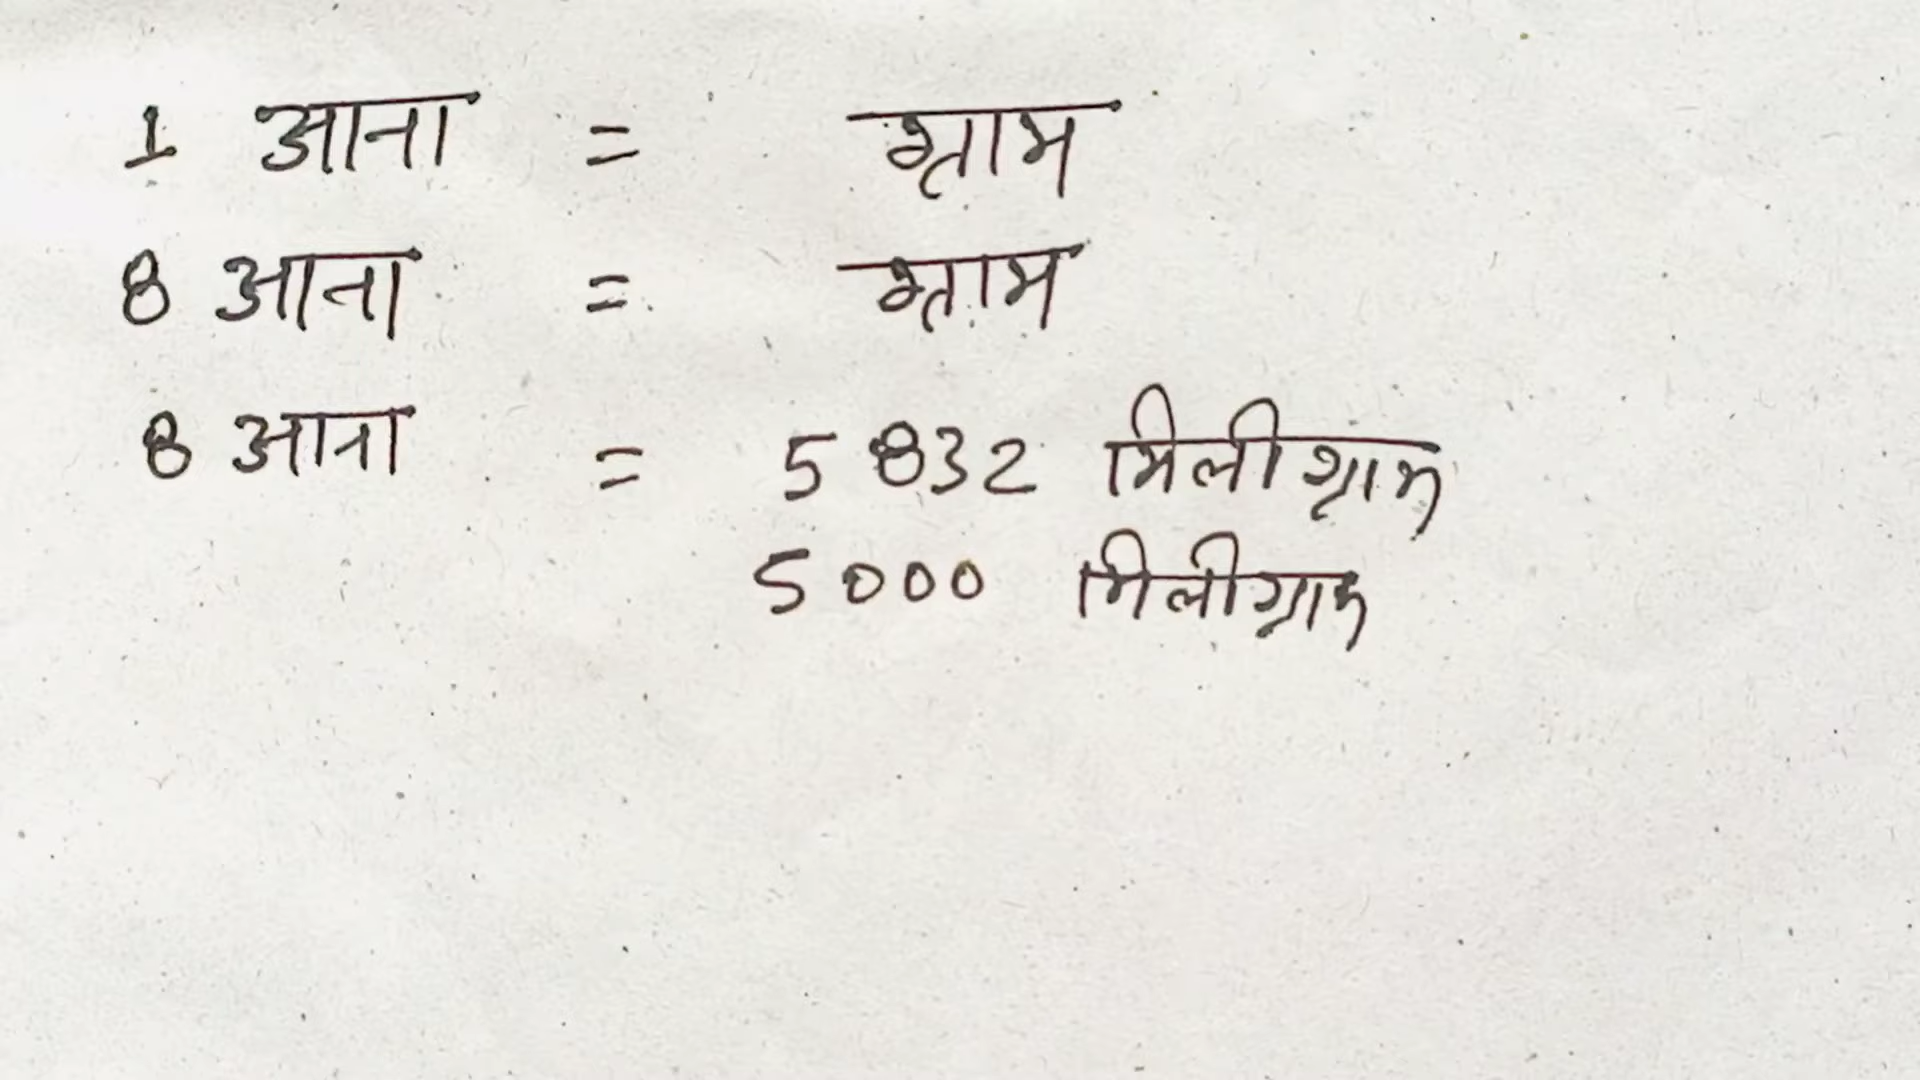 1 आना = ग्राम
8 आना = ग्राम
8 आना = 5832 मिलीग्राम
5000 मिलीग्राम